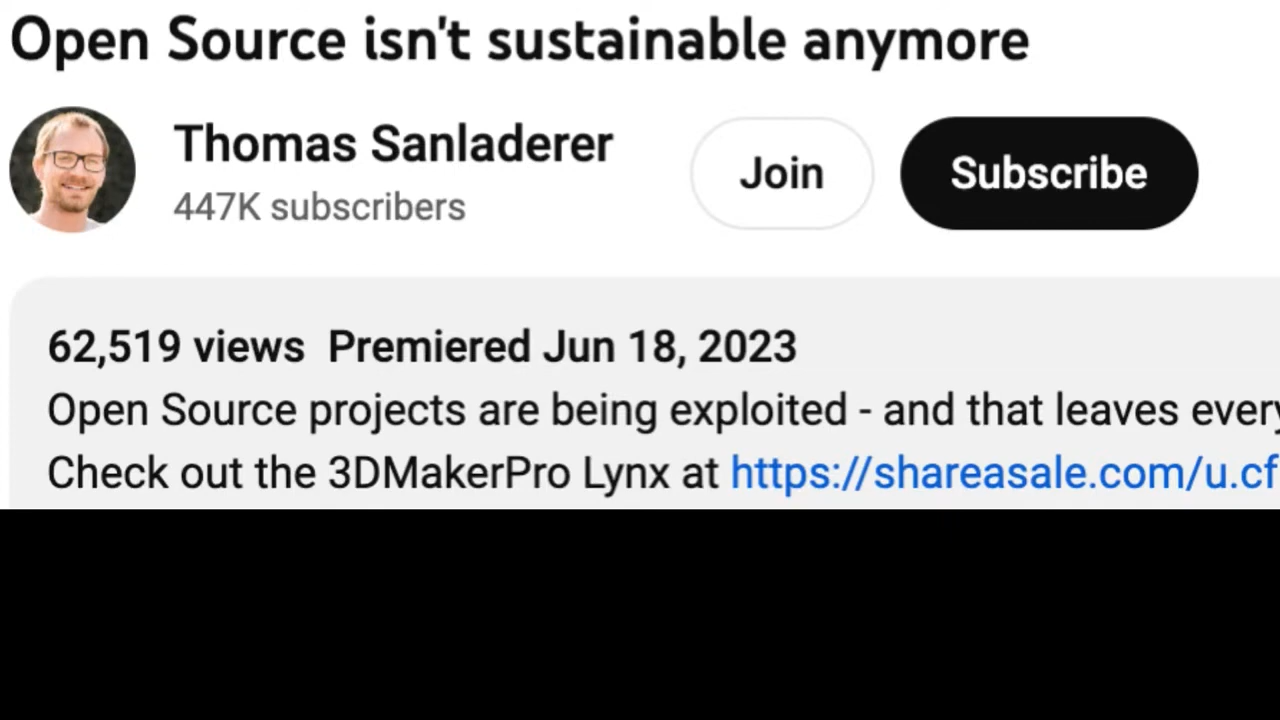 Open Source isn't sustainable anymore
Thomas Sanladerer
447K subscribers
Join
Subscribe
62,519 views Premiered Jun 18, 2023
Open Source projects are being exploited - and that leaves every
Check out the 3DMakerPro Lynx at https://shareasale.com/u.cf